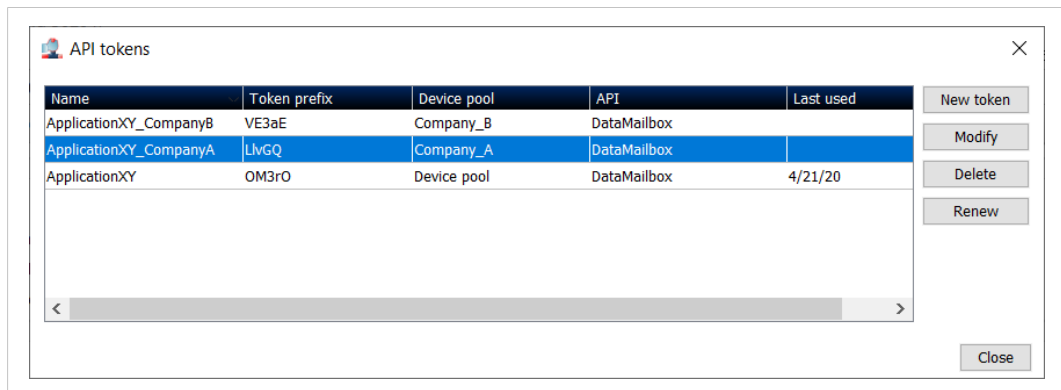 API tokens
Name Token prefix Device pool API Last used
New token
ApplicationXY_CompanyB VE3aE Company_B DataMailbox
Modify
ApplicationXY_CompanyA LlvGQ Company_A DataMailbox
ApplicationXY OM3rO Device pool DataMailbox 4/21/20
Delete
Renew
Close